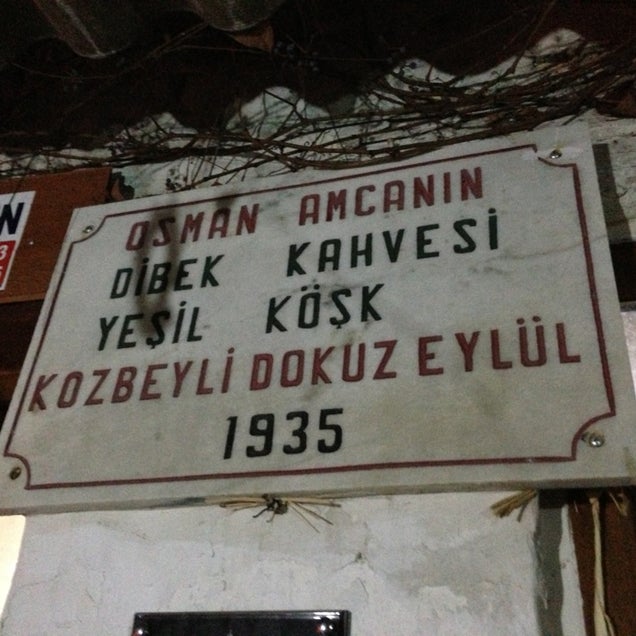 OSMAN AMCANIN
DİBEK KAHVESİ
YEŞİL KÖŞK
KOZBEYLİ DOKUZ EYLÜL
1935